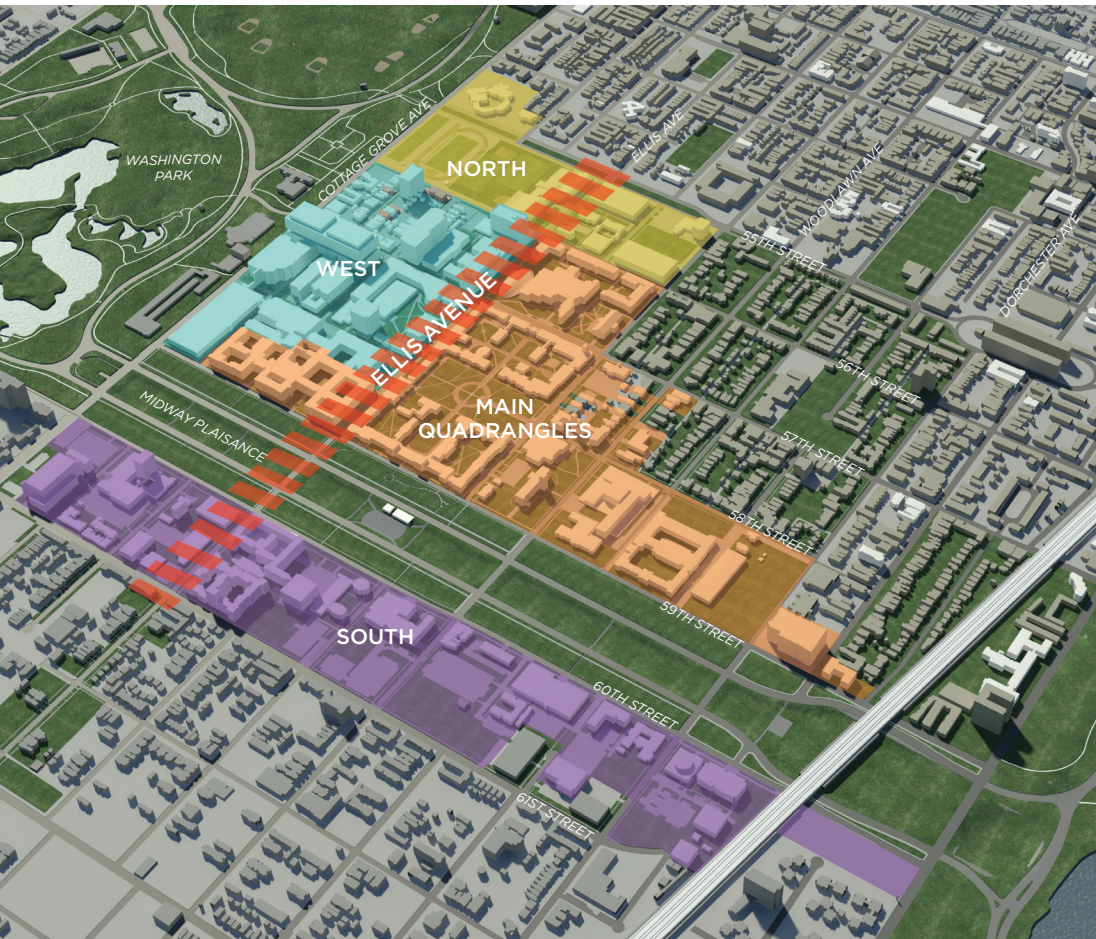 COTTAGE GROVE AVE
ELLIS AVE
WASHINGTON
PARK
NORTH
WOODLAWN AVE
55TH STREET
DORCHESTER AVE
WEST
ELLIS AVENUE
56TH STREET
MAIN
QUADRANGLES
MIDWAY PLAISANCE
57TH STREET
58TH STREET
59TH STREET
SOUTH
60TH STREET
61ST STREET